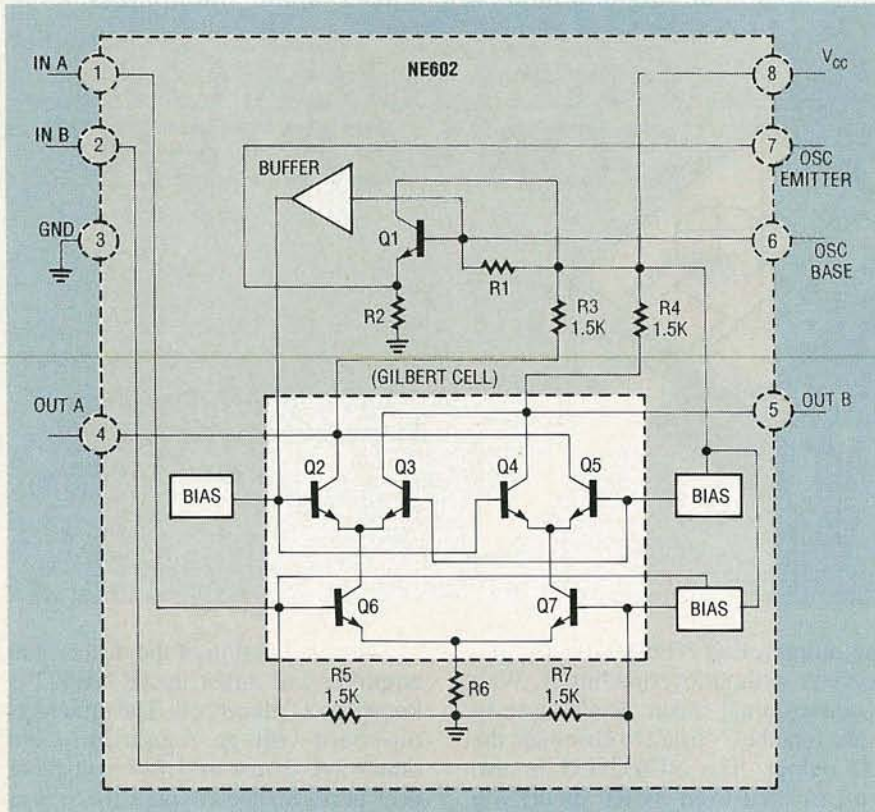 NE602
IN A
1
8
V_CC
IN B
2
7
OSC
EMITTER
BUFFER
GND
3
Q1
6
OSC
BASE
R1
R2
R3
1.5K
R4
1.5K
(GILBERT CELL)
OUT A
4
5
OUT B
BIAS
Q2
Q3
Q4
Q5
BIAS
Q6
Q7
BIAS
R5
1.5K
R6
R7
1.5K